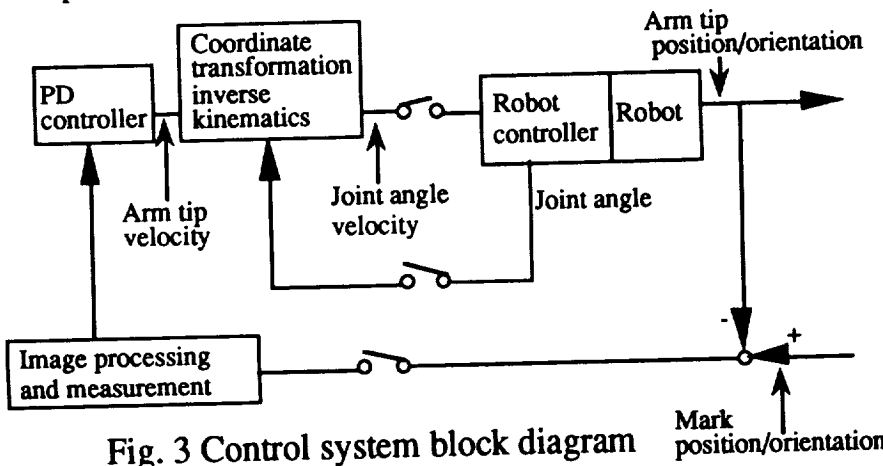 Arm tip
position/orientation
Coordinate
transformation
inverse
kinematics
PD
controller
Robot
controller
Robot
Arm tip
velocity
Joint angle
velocity
Joint angle
-
+
Image processing
and measurement
Mark
position/orientation
Fig. 3 Control system block diagram